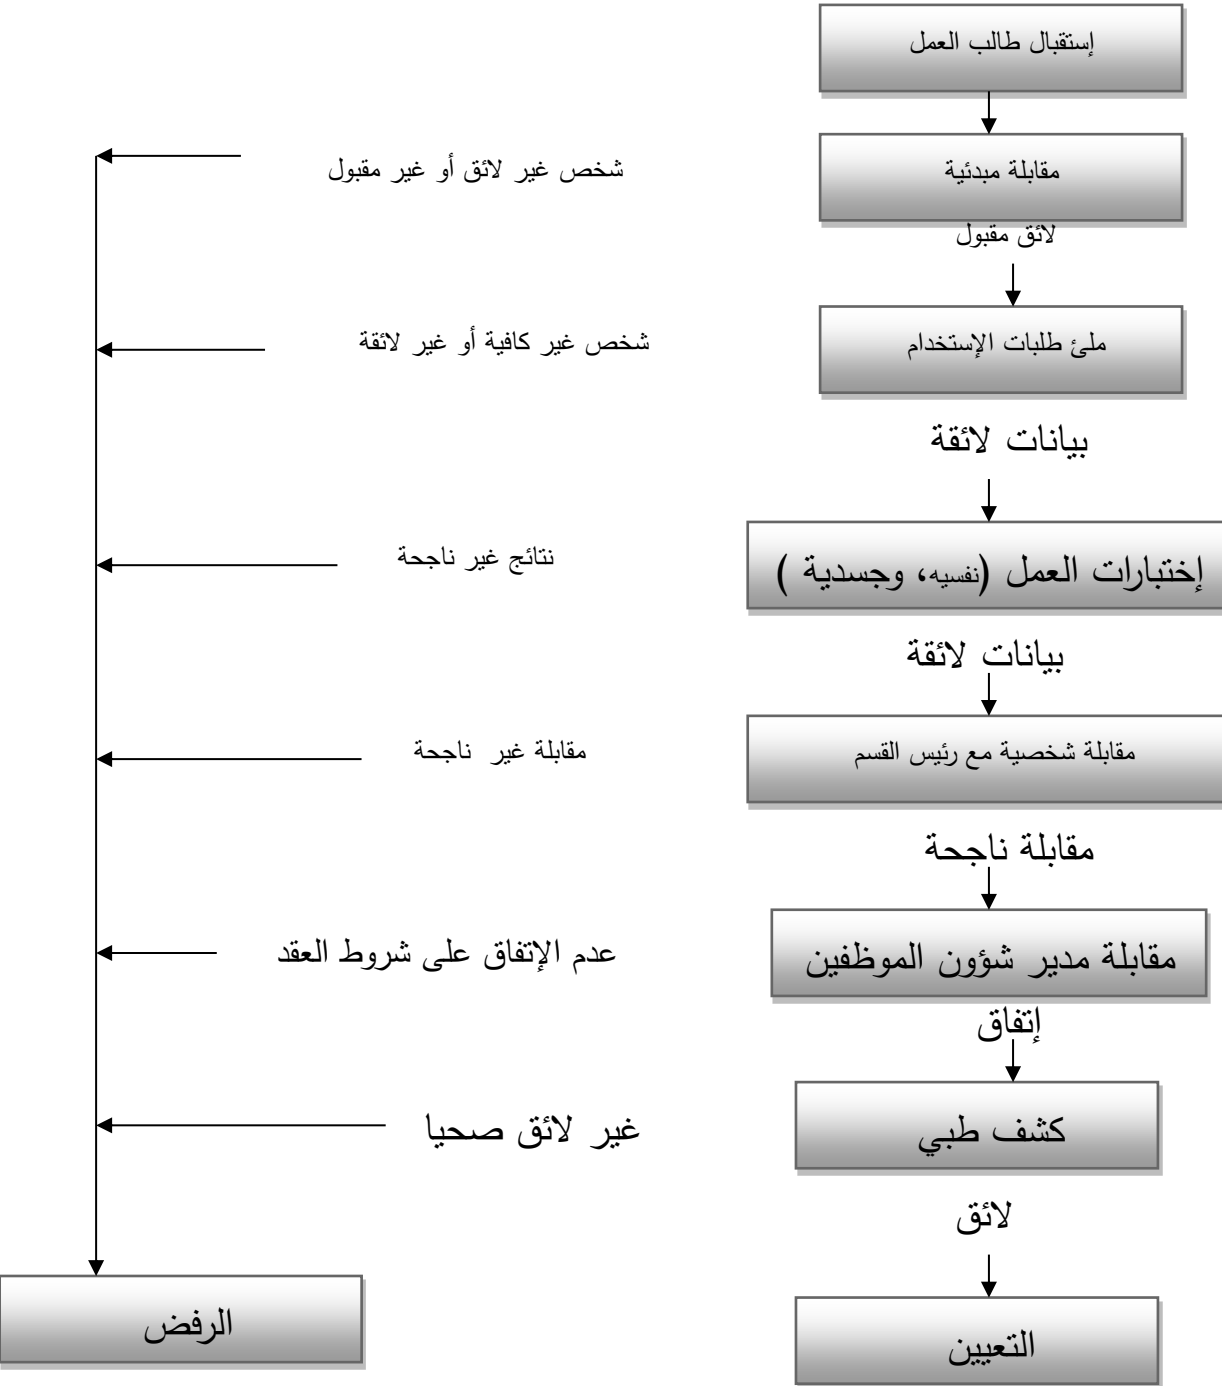 إستقبال طالب العمل
مقابلة مبدئية
شخص غير لائق أو غير مقبول
لائق مقبول
ملئ طلبات الإستخدام
شخص غير كافية أو غير لائقة
بيانات لائقة
إختبارات العمل (نفسيه، وجسدية )
نتائج غير ناجحة
بيانات لائقة
مقابلة شخصية مع رئيس القسم
مقابلة غير ناجحة
مقابلة ناجحة
مقابلة مدير شؤون الموظفين
عدم الإتفاق على شروط العقد
إتفاق
كشف طبي
غير لائق صحيا
لائق
التعيين
الرفض